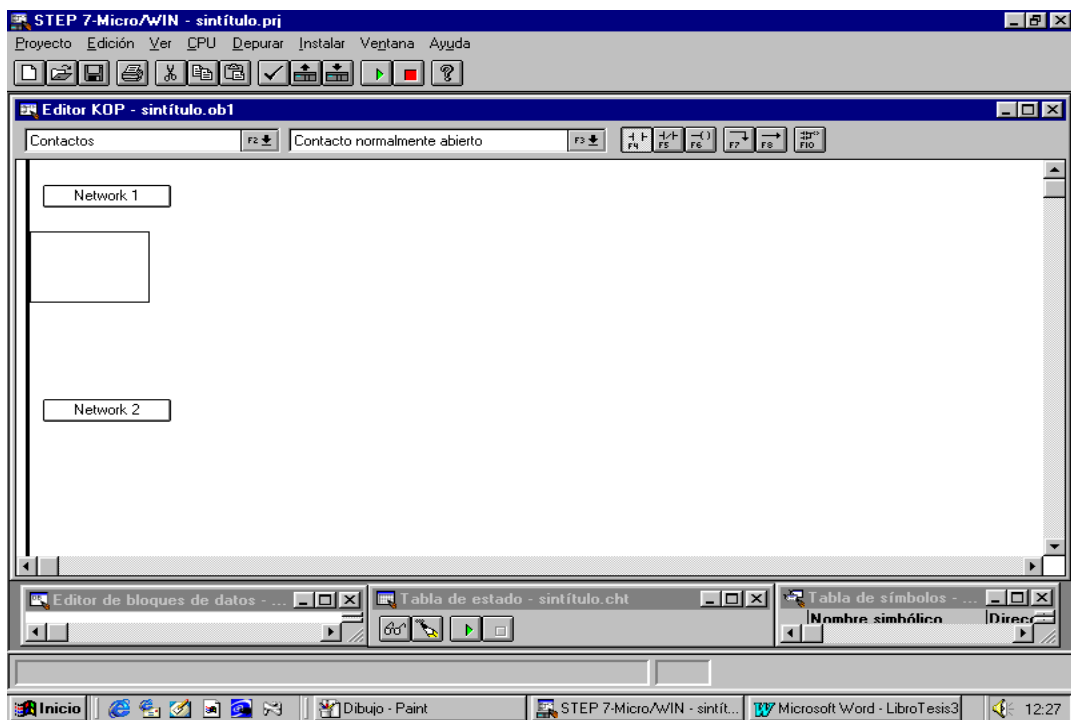 STEP 7-Micro/WIN - sintítulo.prj
Proyecto Edición Ver CPU Depurar Instalar Ventana Ayuda
Editor KOP - sintítulo.ob1
Contactos F2 Contacto normalmente abierto F3 F4 F5 F6 F7 F8 F10
Network 1
Network 2
Editor de bloques de datos - ... Tabla de estado - sintítulo.cht Tabla de símbolos - ...
Nombre simbólico Direcc
Inicio Dibujo - Paint STEP 7-Micro/WIN - sintít... Microsoft Word - LibroTesis3 12:27